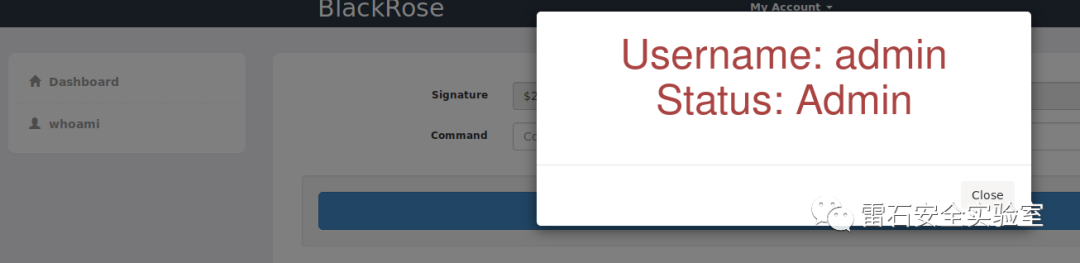 BlackRose
My Account
Username: admin
Status: Admin
Dashboard
whoami
Signature
$2
Command
Co
Close
雷石安全实验室